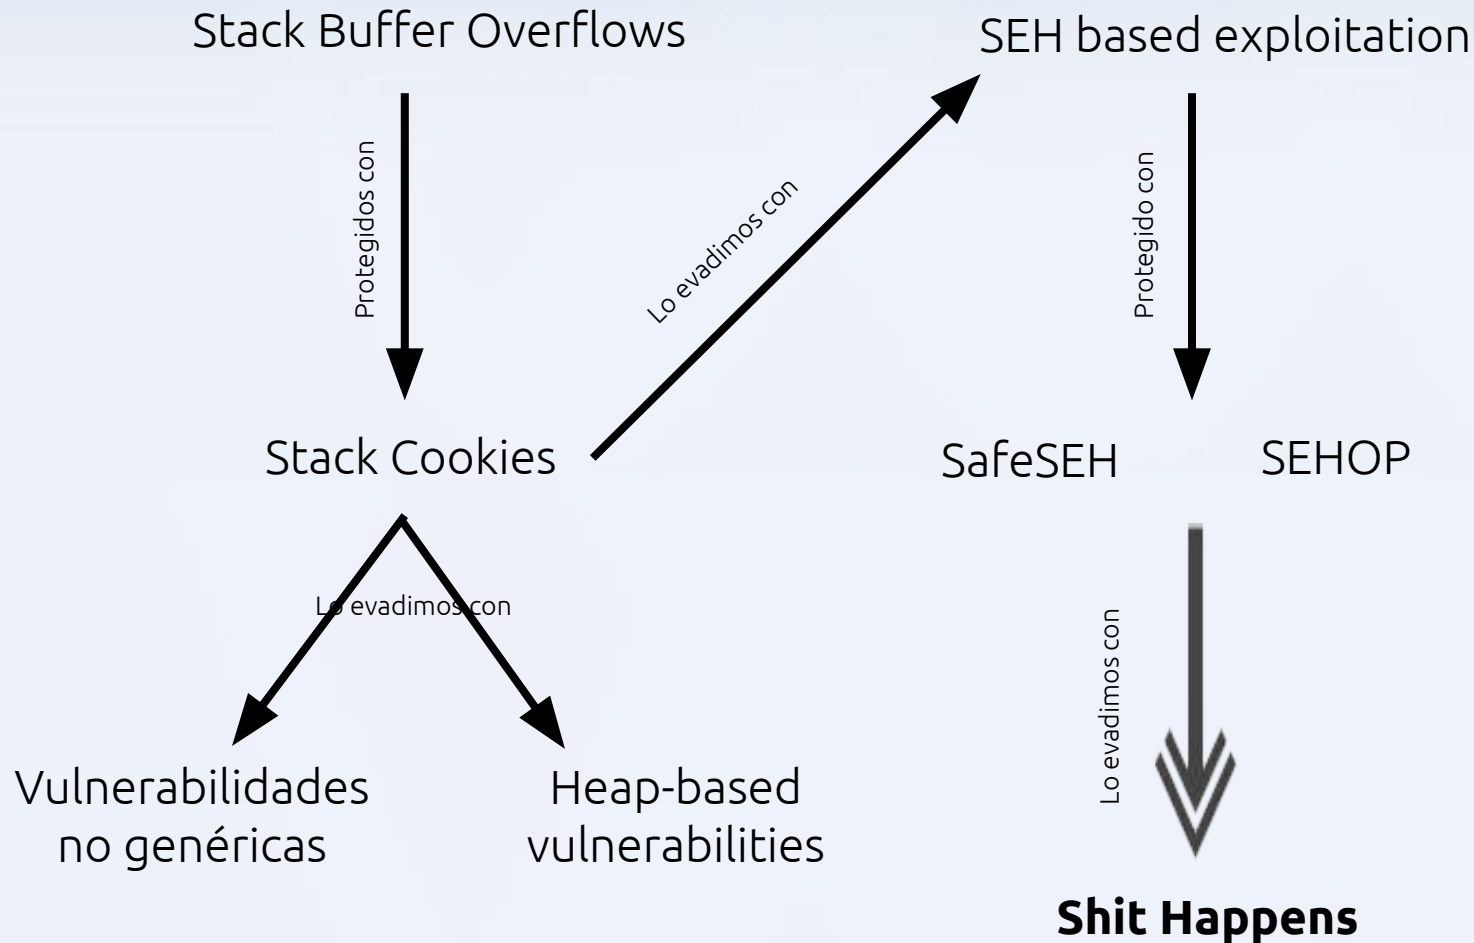 Stack Buffer Overflows
SEH based exploitation
Protegidos con
Lo evadimos con
Protegido con
Stack Cookies
SafeSEH
SEHOP
Lo evadimos con
Lo evadimos con
Vulnerabilidades
no genéricas
Heap-based
vulnerabilities
Shit Happens